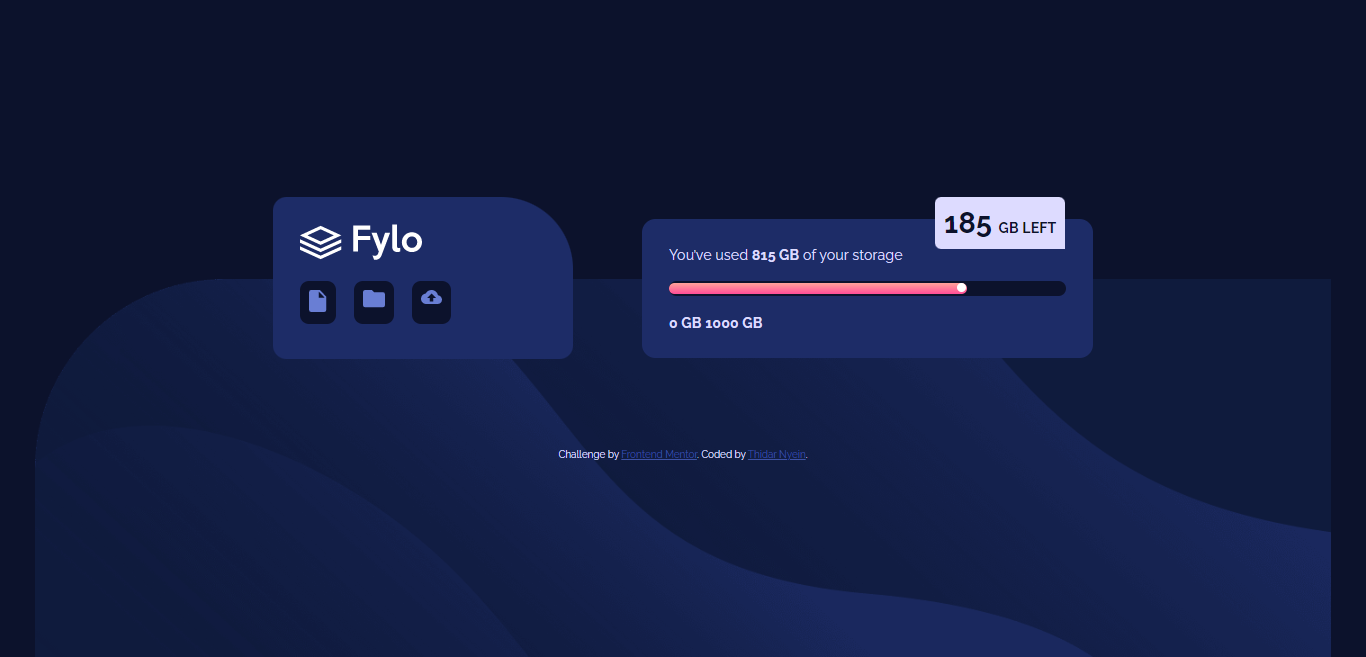 Fylo
185 GB LEFT
You've used 815 GB of your storage
0 GB 1000 GB
Challenge by Frontend Mentor. Coded by Thidar Nyein.